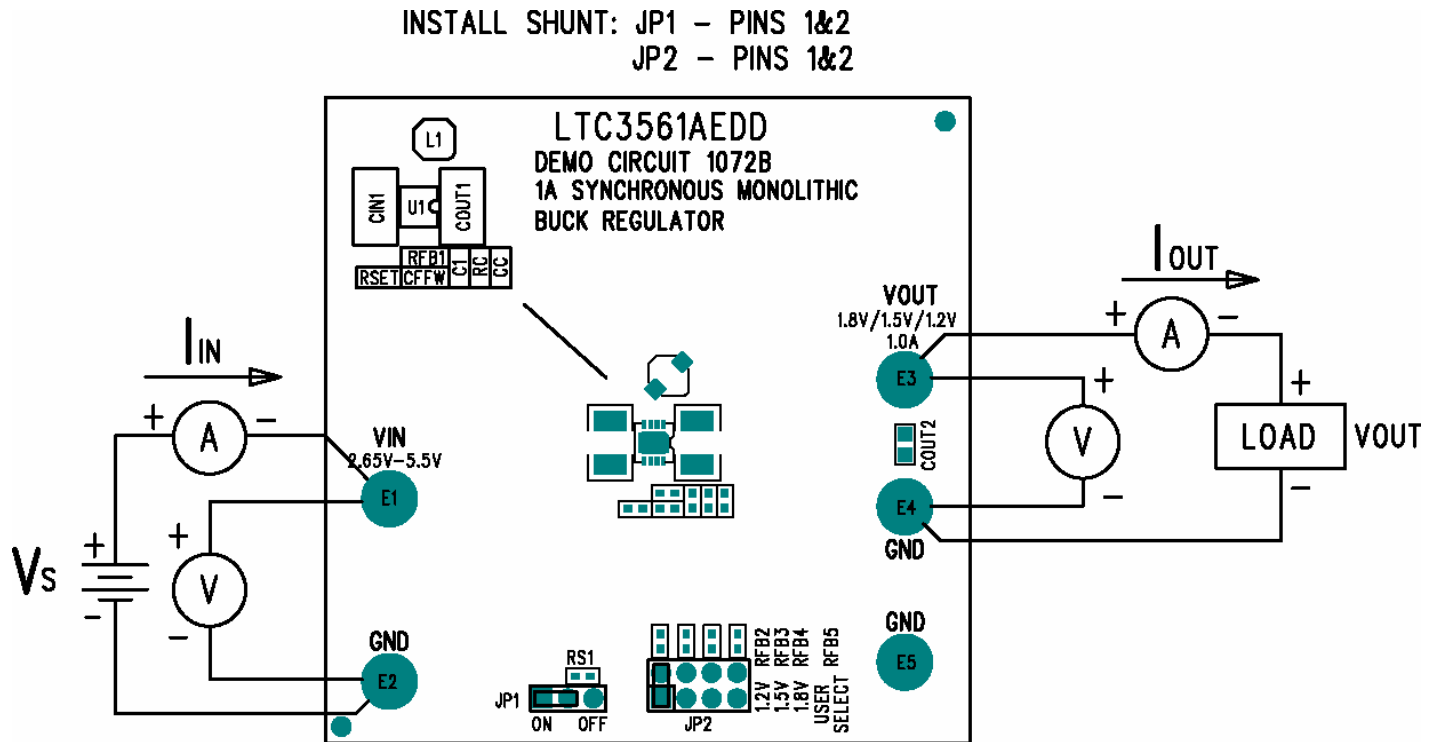 INSTALL SHUNT: JP1 - PINS 1&2
JP2 - PINS 1&2
LTC3561AEDD
DEMO CIRCUIT 1072B
1A SYNCHRONOUS MONOLITHIC
BUCK REGULATOR
L1
CIN1
U1
COUT1
RFB1
RSET
CFFW
C1
RC
CC
IIN
+
A
-
VIN
2.65V-5.5V
E1
VS
+
-
+
V
-
GND
E2
VOUT
1.8V/1.5V/1.2V
1.0A
E3
COUT2
E4
GND
GND
E5
IOUT
+
A
-
+
V
-
+
LOAD
-
VOUT
RS1
JP1
ON
OFF
JP2
1.2V RFB2
1.5V RFB3
1.8V RFB4
USER
SELECT RFB5